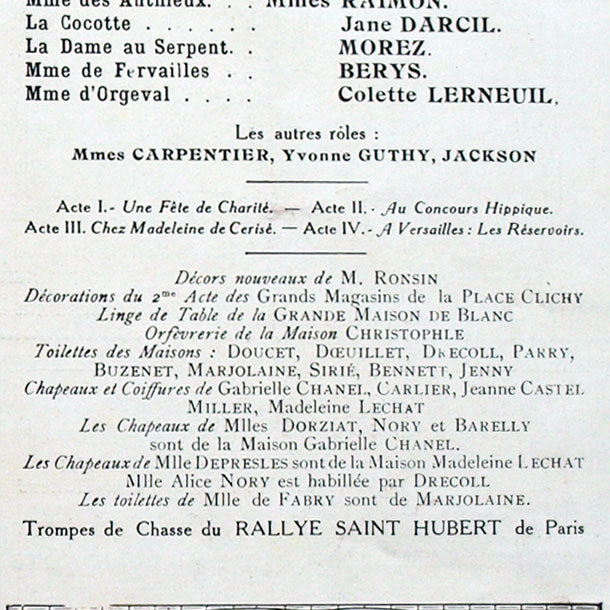 Mme des Authieux. . . Mmes RAIMON.
La Cocotte . . . . . . Jane DARCIL.
La Dame au Serpent. . MOREZ.
Mme de Fervailles . . BERYS.
Mme d'Orgeval . . . . Colette LERNEUIL.
Les autres rôles :
Mmes CARPENTIER, Yvonne GUTHY, JACKSON
Acte I.- Une Fête de Charité. — Acte II.- Au Concours Hippique.
Acte III. Chez Madeleine de Cerisé. — Acte IV.- A Versailles : Les Réservoirs.
Décors nouveaux de M. RONSIN
Décorations du 2me Acte des Grands Magasins de la PLACE CLICHY
Linge de Table de la GRANDE MAISON DE BLANC
Orfèvrerie de la Maison CHRISTOPHLE
Toilettes des Maisons : DOUCET, DŒUILLET, DRECOLL, PARRY,
BUZENET, MARJOLAINE, SIRIÉ, BENNETT, JENNY
Chapeaux et Coiffures de Gabrielle CHANEL, CARLIER, Jeanne CASTEL
MILLER, Madeleine LECHAT
Les Chapeaux de Mlles DORZIAT, NORY et BARELLY
sont de la Maison Gabrielle CHANEL.
Les Chapeaux de Mlle DEPRESLES sont de la Maison Madeleine LECHAT
Mlle Alice NORY est habillée par DRECOLL
Les toilettes de Mlle de FABRY sont de MARJOLAINE.
Trompes de Chasse du RALLYE SAINT HUBERT de Paris